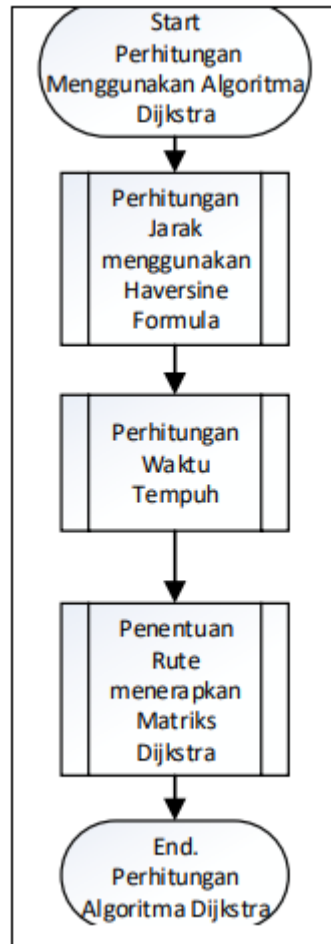 Start
Perhitungan
Menggunakan Algoritma
Dijkstra
Perhitungan
Jarak
menggunakan
Haversine
Formula
Perhitungan
Waktu
Tempuh
Penentuan
Rute
menerapkan
Matriks
Dijkstra
End.
Perhitungan
Algoritma Dijkstra